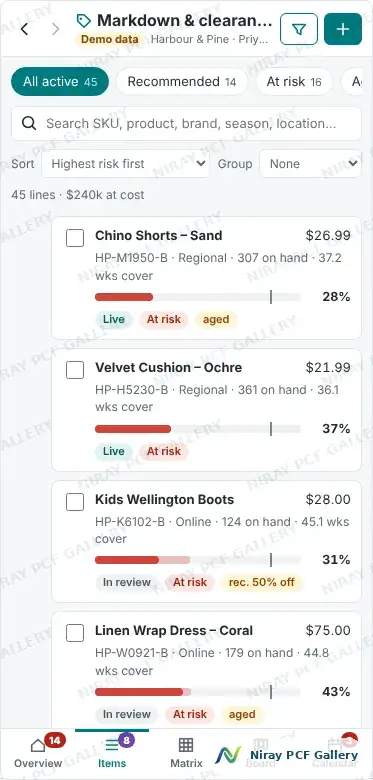 Markdown & clearan...
Demo data Harbour & Pine · Priy...
All active 45 Recommended 14 At risk 16
Search SKU, product, brand, season, location...
Sort Highest risk first Group None
45 lines · $240k at cost
Chino Shorts – Sand $26.99
HP-M1950-B · Regional · 307 on hand · 37.2
wks cover
28%
Live At risk aged
Velvet Cushion – Ochre $21.99
HP-H5230-B · Regional · 361 on hand · 36.1
wks cover
37%
Live At risk
Kids Wellington Boots $28.00
HP-K6102-B · Online · 124 on hand · 45.1 wks
cover
31%
In review At risk rec. 50% off
Linen Wrap Dress – Coral $75.00
HP-W0921-B · Online · 179 on hand · 44.8
wks cover
43%
In review At risk aged
14 8
Overview Items Matrix Board Calendar
Niray PCF Gallery
NIRAY PCF GALLERY